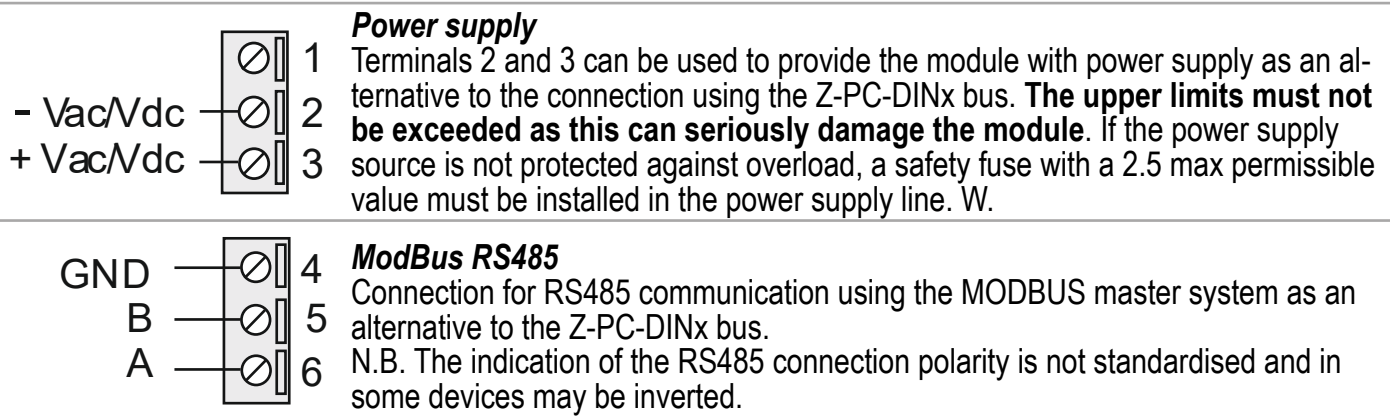 Power supply
1 Terminals 2 and 3 can be used to provide the module with power supply as an al-
- Vac/Vdc 2 ternative to the connection using the Z-PC-DINx bus. The upper limits must not
be exceeded as this can seriously damage the module. If the power supply
+ Vac/Vdc 3 source is not protected against overload, a safety fuse with a 2.5 max permissible
value must be installed in the power supply line. W.
GND 4 ModBus RS485
Connection for RS485 communication using the MODBUS master system as an
B 5 alternative to the Z-PC-DINx bus.
A 6 N.B. The indication of the RS485 connection polarity is not standardised and in
some devices may be inverted.